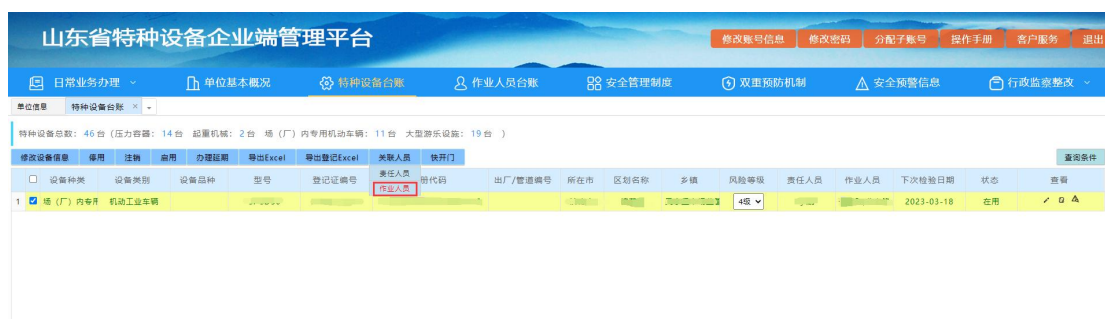 山东省特种设备企业端管理平台
修改账号信息 修改密码 分配子账号 操作手册 客户服务 退出
日常业务办理 单位基本概况 特种设备台账 作业人员台账 安全管理制度 双重预防机制 安全预警信息 行政监察整改
单位信息 特种设备台账 ×
特种设备总数: 46台 (压力容器: 14台 起重机械: 2台 场（厂）内专用机动车辆: 11台 大型游乐设施: 19台 )
修改设备信息 停用 注销 启用 办理延期 导出Excel 导出登记Excel 关联人员 快开门 查询条件
责任人员
设备种类 设备类别 设备品种 型号 登记证编号 册代码 出厂/管道编号 所在市 区划名称 乡镇 风险等级 责任人员 作业人员 下次检验日期 状态 查看
作业人员
1 场（厂）内专用 机动工业车辆 4级 2023-03-18 在用